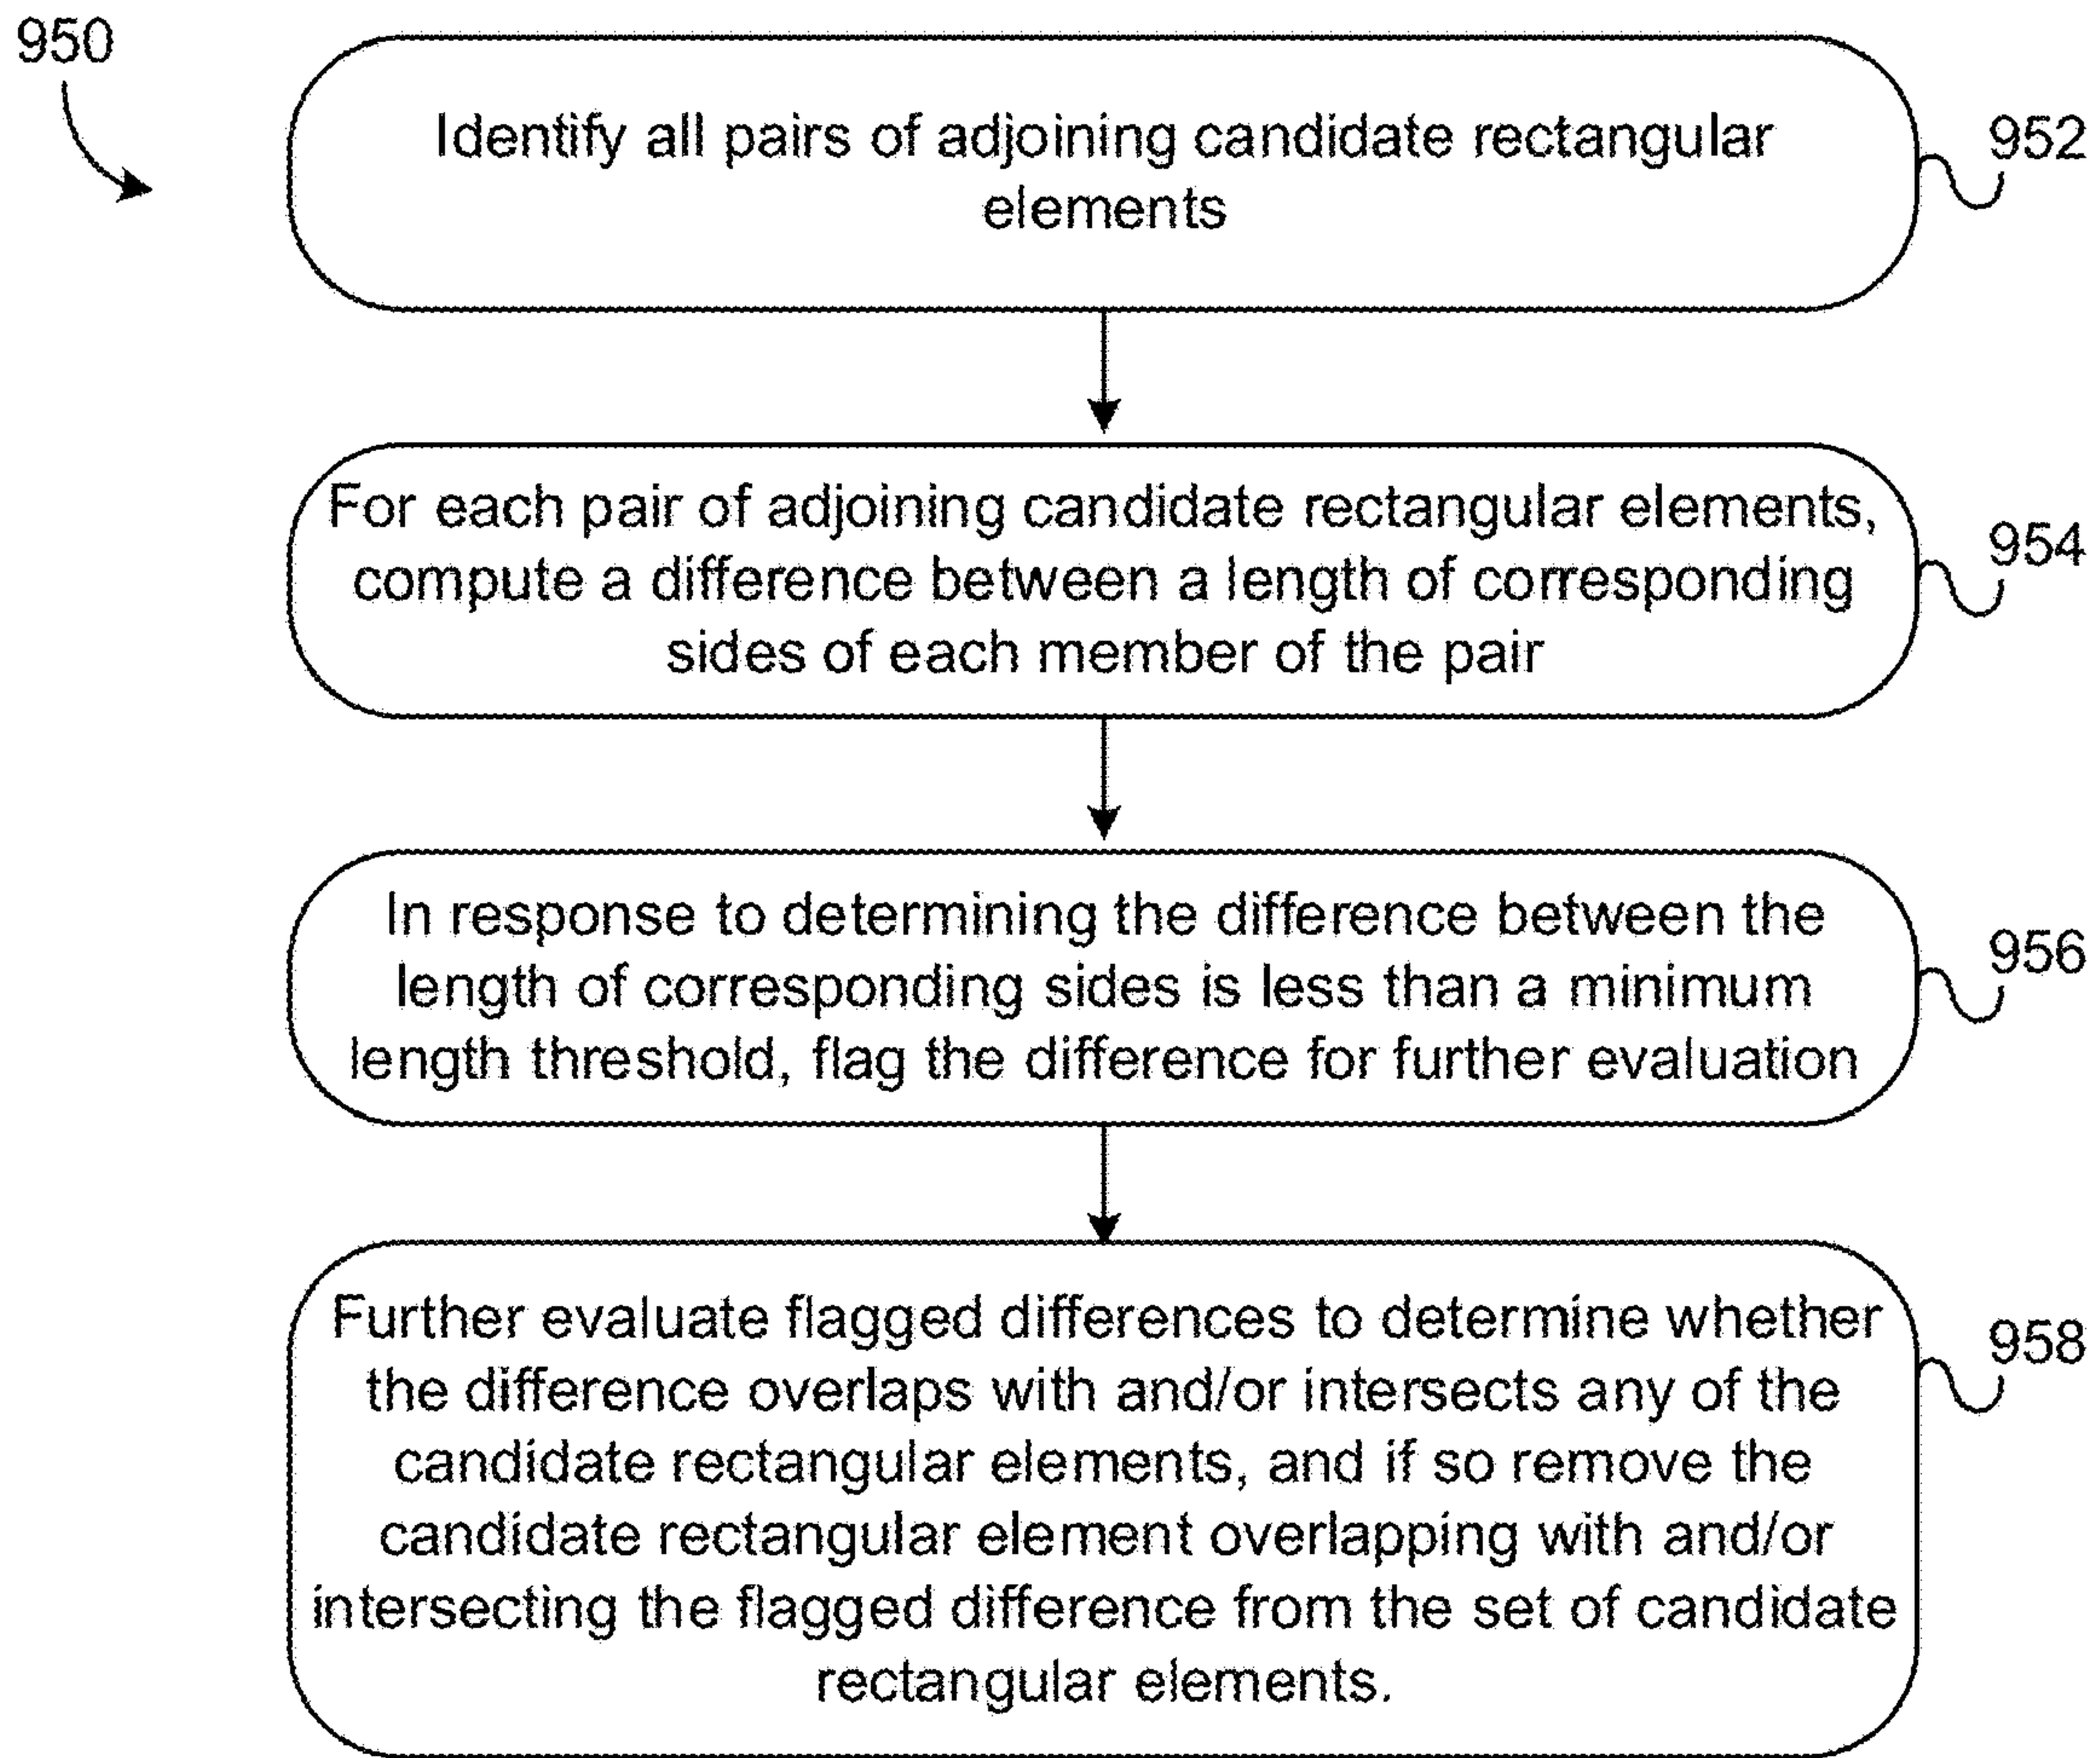 950
Identify all pairs of adjoining candidate rectangular
elements
952
For each pair of adjoining candidate rectangular elements,
compute a difference between a length of corresponding
sides of each member of the pair
954
In response to determining the difference between the
length of corresponding sides is less than a minimum
length threshold, flag the difference for further evaluation
956
Further evaluate flagged differences to determine whether
the difference overlaps with and/or intersects any of the
candidate rectangular elements, and if so remove the
candidate rectangular element overlapping with and/or
intersecting the flagged difference from the set of candidate
rectangular elements.
958